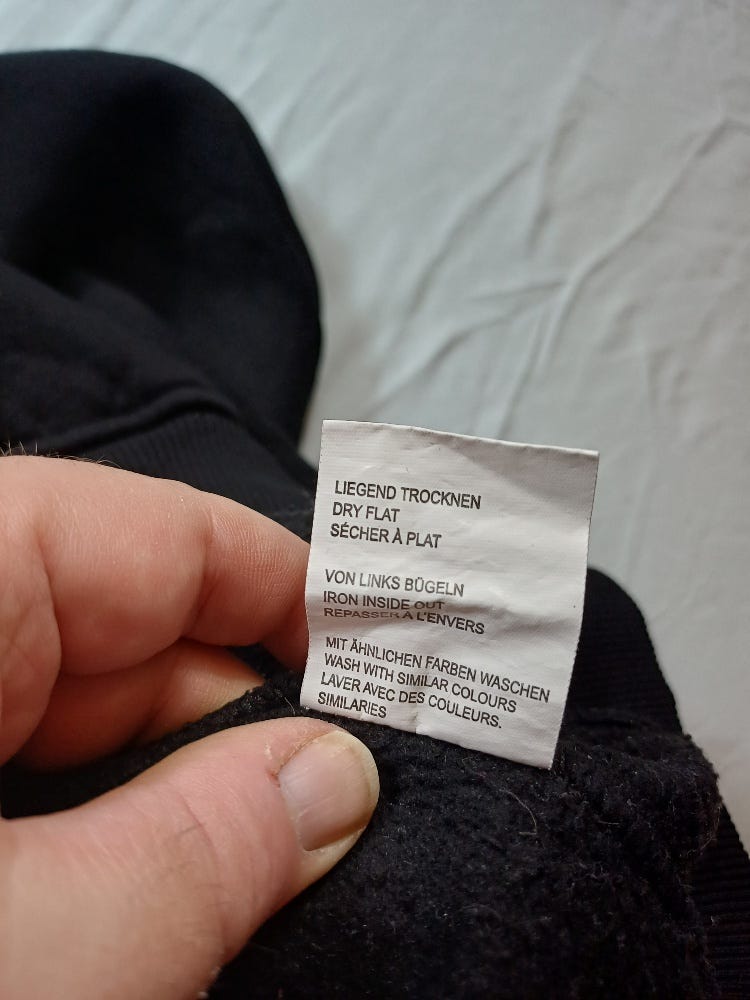 LIEGEND TROCKNEN
DRY FLAT
SÉCHER À PLAT
VON LINKS BÜGELN
IRON INSIDE OUT
REPASSER À L'ENVERS
MIT ÄHNLICHEN FARBEN WASCHEN
WASH WITH SIMILAR COLOURS
LAVER AVEC DES COULEURS.
SIMILARIES